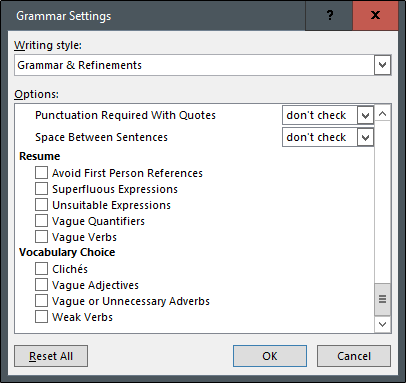 Grammar Settings
Writing style:
Grammar & Refinements
Options:
Punctuation Required With Quotes don't check
Space Between Sentences don't check
Resume
Avoid First Person References
Superfluous Expressions
Unsuitable Expressions
Vague Quantifiers
Vague Verbs
Vocabulary Choice
Clichés
Vague Adjectives
Vague or Unnecessary Adverbs
Weak Verbs
Reset All OK Cancel